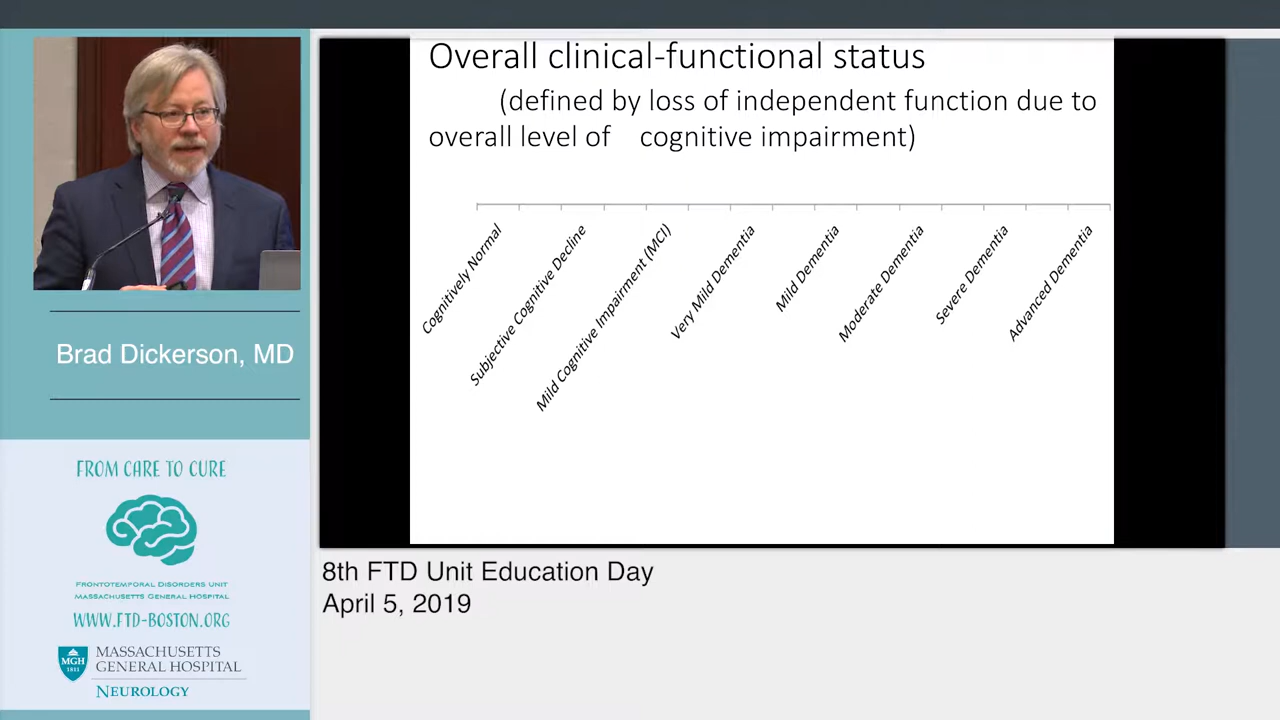 Overall clinical-functional status
(defined by loss of independent function due to
overall level of cognitive impairment)
Cognitively Normal
Subjective Cognitive Decline
Mild Cognitive Impairment (MCI)
Very Mild Dementia
Mild Dementia
Moderate Dementia
Severe Dementia
Advanced Dementia
Brad Dickerson, MD
FROM CARE TO CURE
FRONTOTEMPORAL DISORDERS UNIT
MASSACHUSETTS GENERAL HOSPITAL
WWW.FTD-BOSTON.ORG
MGH
1811
MASSACHUSETTS
GENERAL HOSPITAL
NEUROLOGY
8th FTD Unit Education Day
April 5, 2019